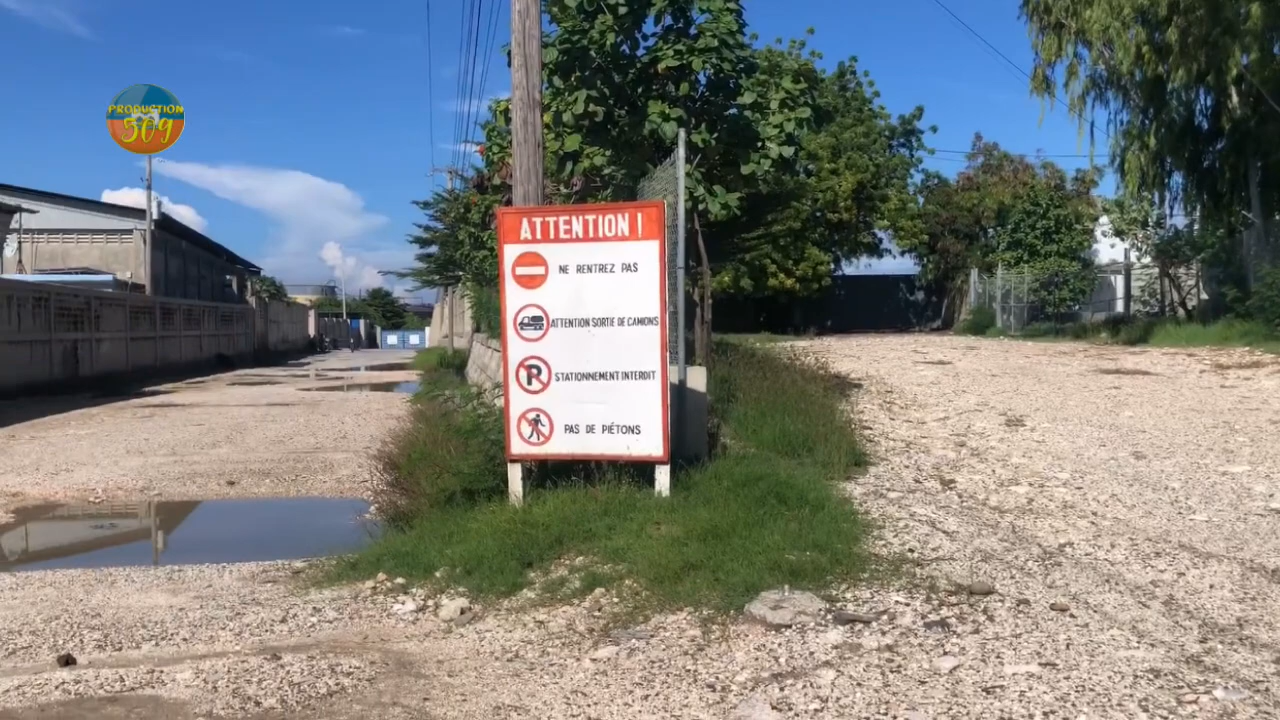 PRODUCTION
509
ATTENTION !
NE RENTREZ PAS
ATTENTION SORTIE DE CAMIONS
P
STATIONNEMENT INTERDIT
PAS DE PIÉTONS